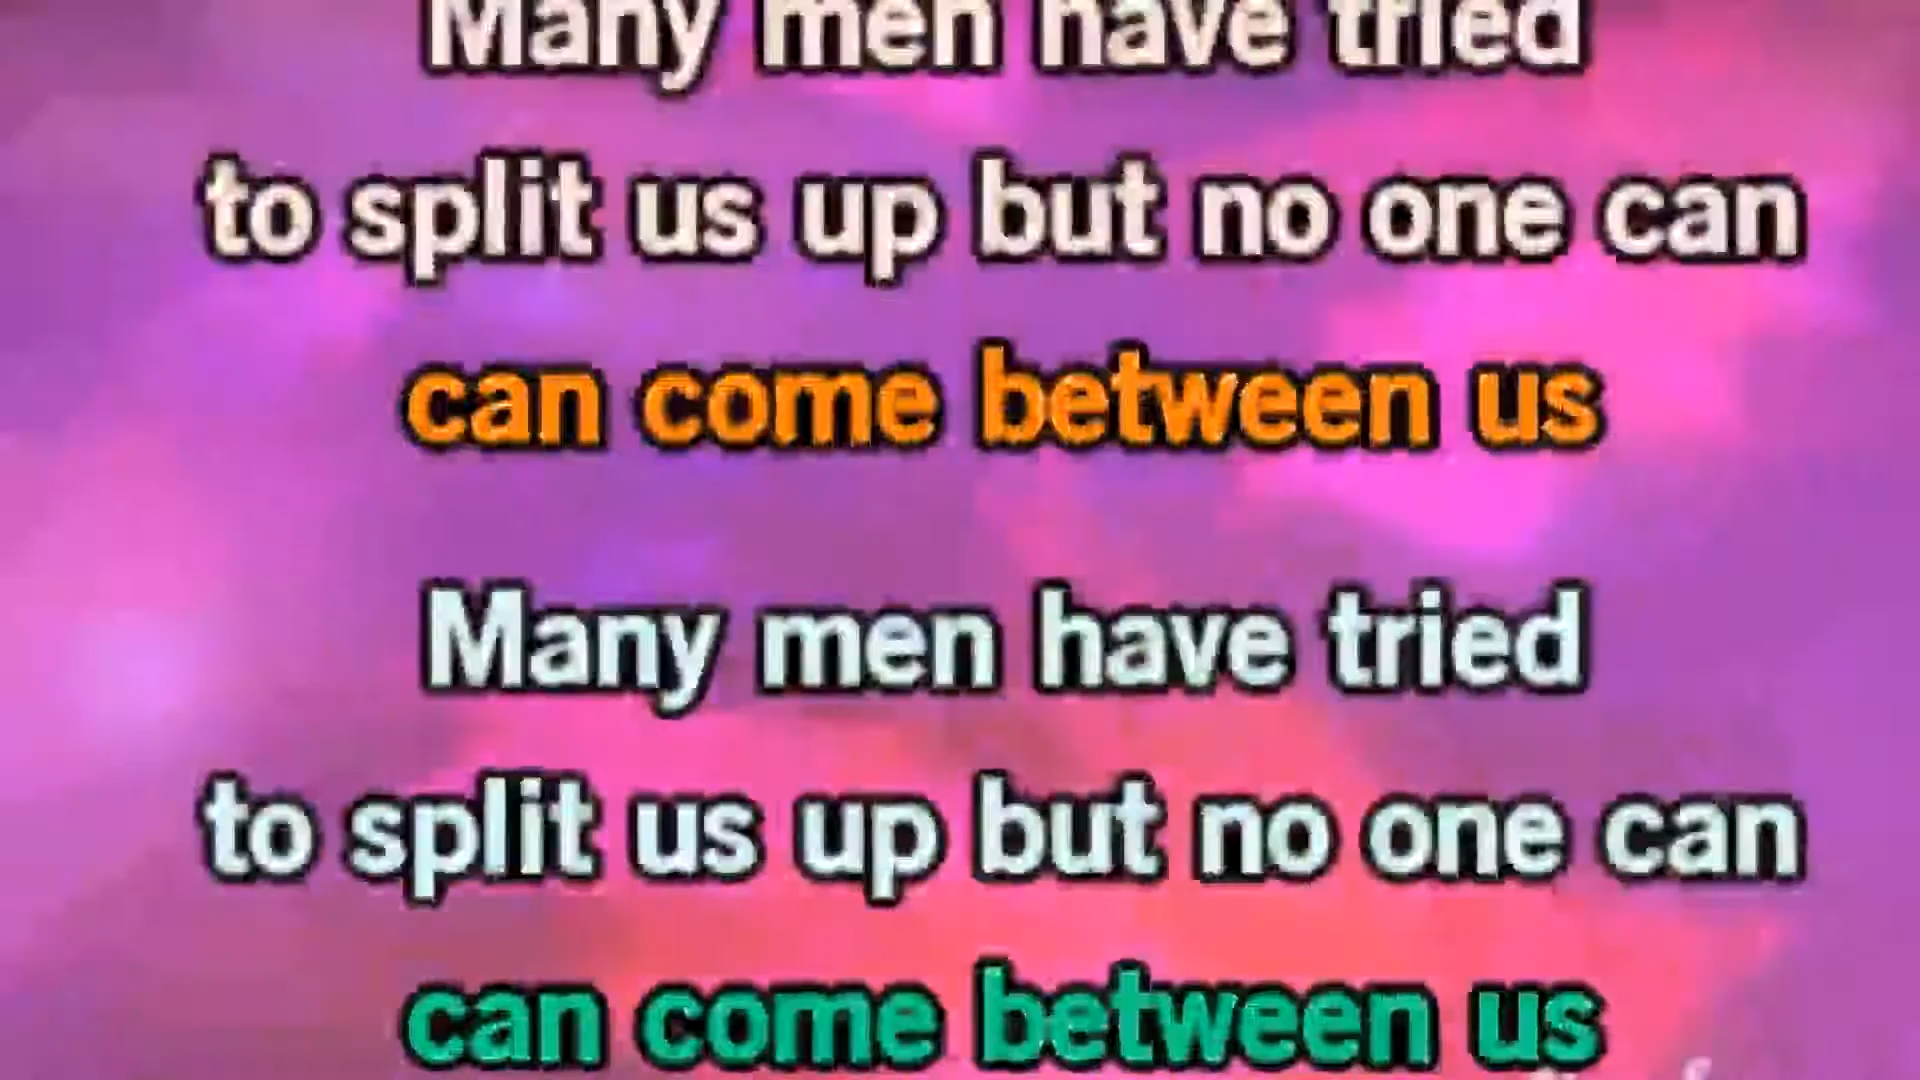 Many men have tried
to split us up but no one can
can come between us
Many men have tried
to split us up but no one can
can come between us